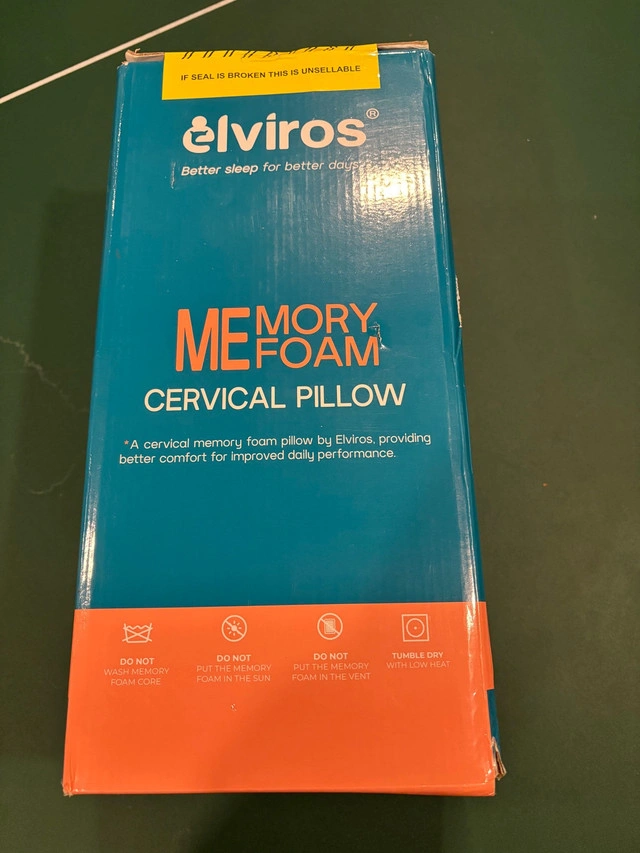 IF SEAL IS BROKEN THIS IS UNSELLABLE
elviros®
Better sleep for better days
MEMORY
FOAM
CERVICAL PILLOW
*A cervical memory foam pillow by Elviros, providing
better comfort for improved daily performance.
DO NOT
WASH MEMORY
FOAM CORE
DO NOT
PUT THE MEMORY
FOAM IN THE SUN
DO NOT
PUT THE MEMORY
FOAM IN THE VENT
TUMBLE DRY
WITH LOW HEAT